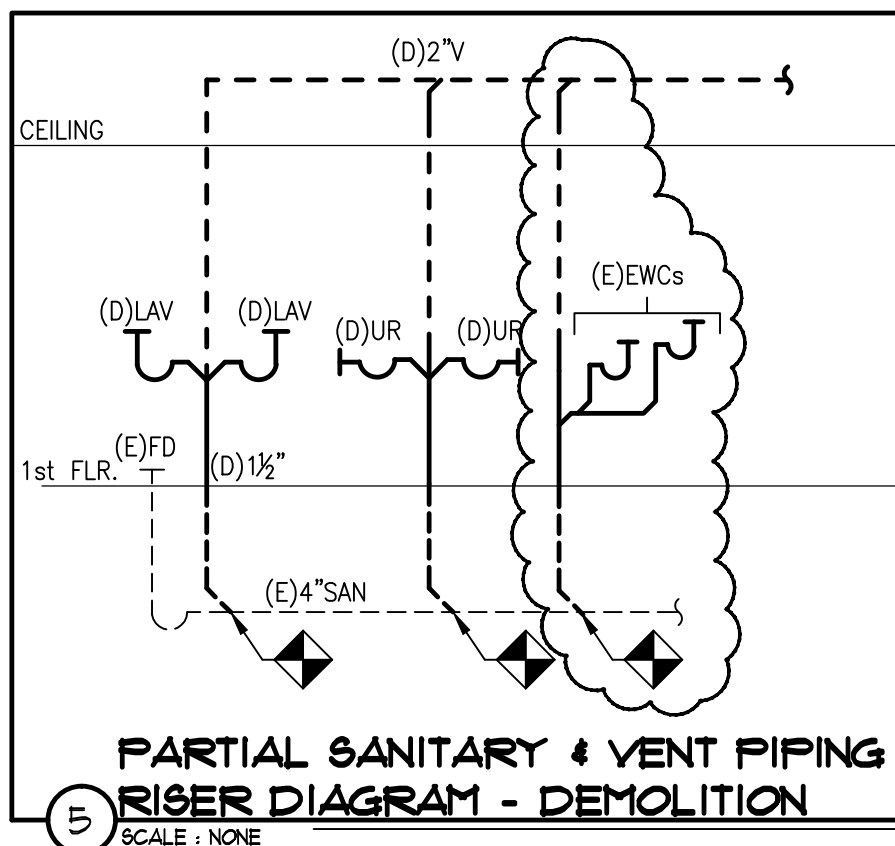 (D)2"V
CEILING
(E)EWCs
(D)LAV
(D)LAV
(D)UR
(D)UR
(E)FD
1st FLR.
(D)1½"
(E)4"SAN
PARTIAL SANITARY & VENT PIPING
RISER DIAGRAM - DEMOLITION
5
SCALE : NONE